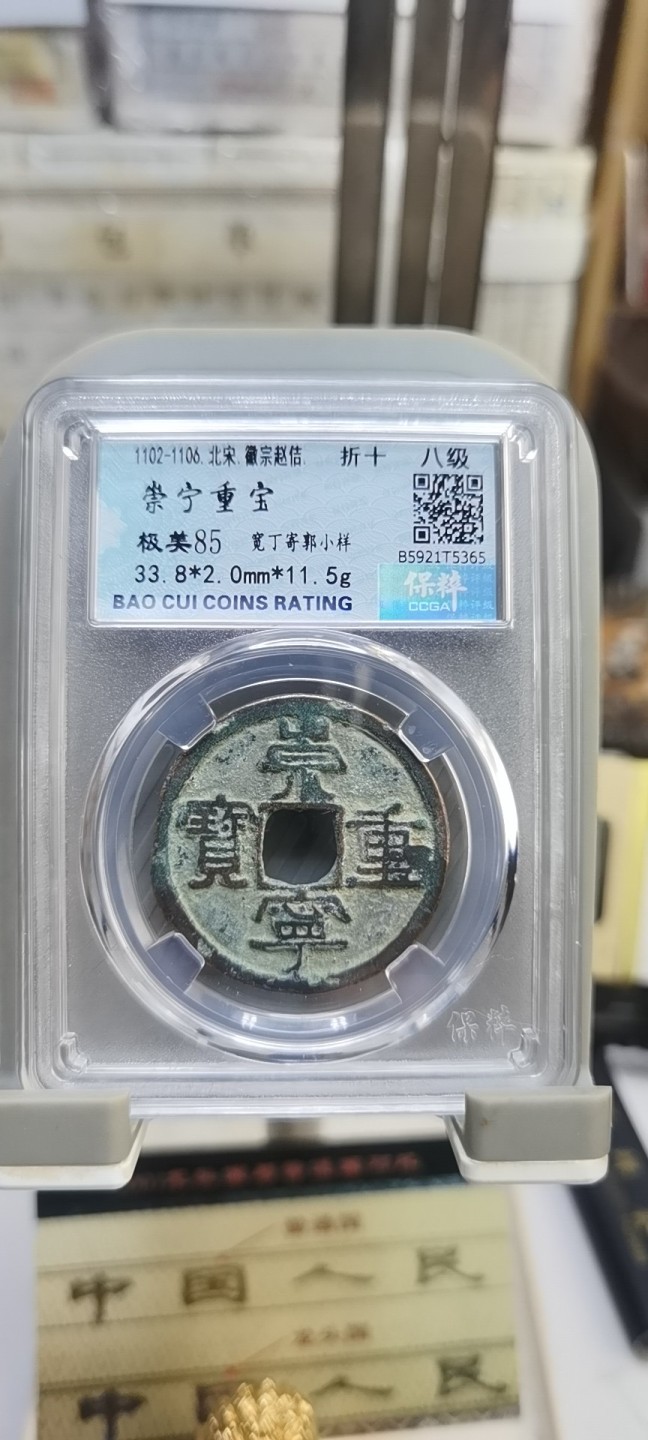 1102-1106.北宋.徽宗赵佶. 折十 八级
崇宁重宝
极美85 宽丁寄郭小样
B5921T5365
33.8*2.0mm*11.5g
保粹
CCGA
BAO CUI COINS RATING
崇
寶 重
寧
保粹
中国人民
中国人民